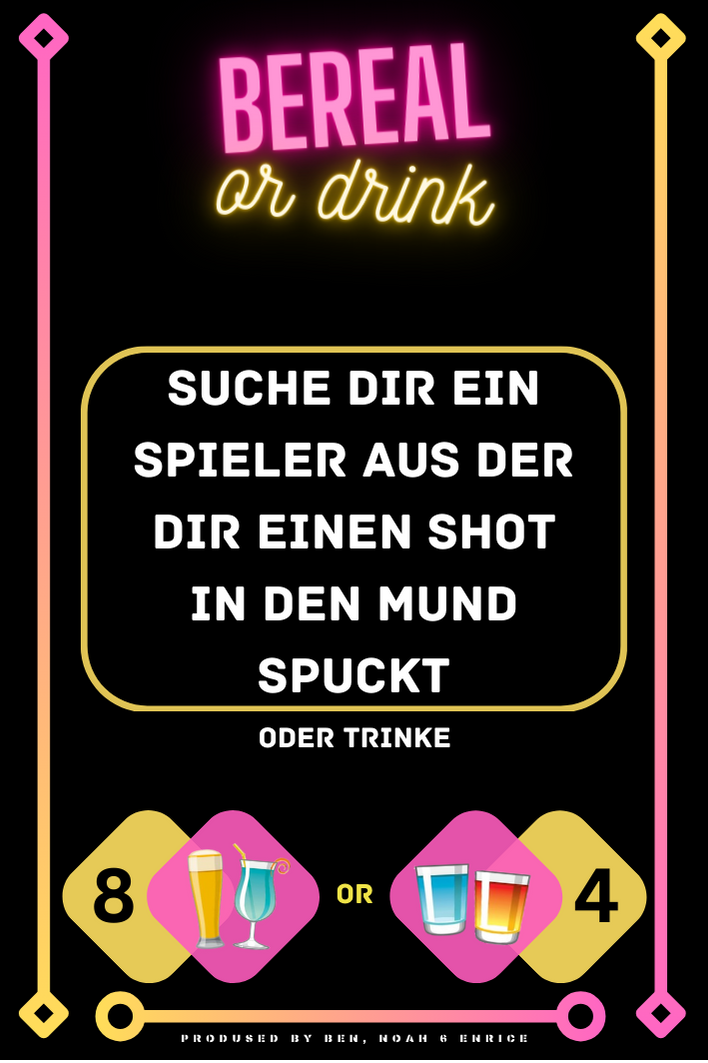 BEREAL
or drink
SUCHE DIR EIN
SPIELER AUS DER
DIR EINEN SHOT
IN DEN MUND
SPUCKT
ODER TRINKE
8 OR 4
PRODUSED BY BEN, NOAH & ENRICE